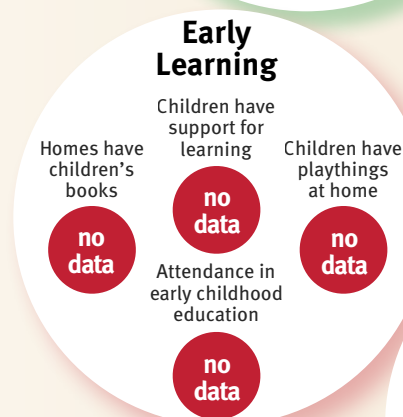 Early
Learning
Children have
support for
learning
no
data
Homes have
children's
books
no
data
Children have
playthings
at home
no
data
Attendance in
early childhood
education
no
data